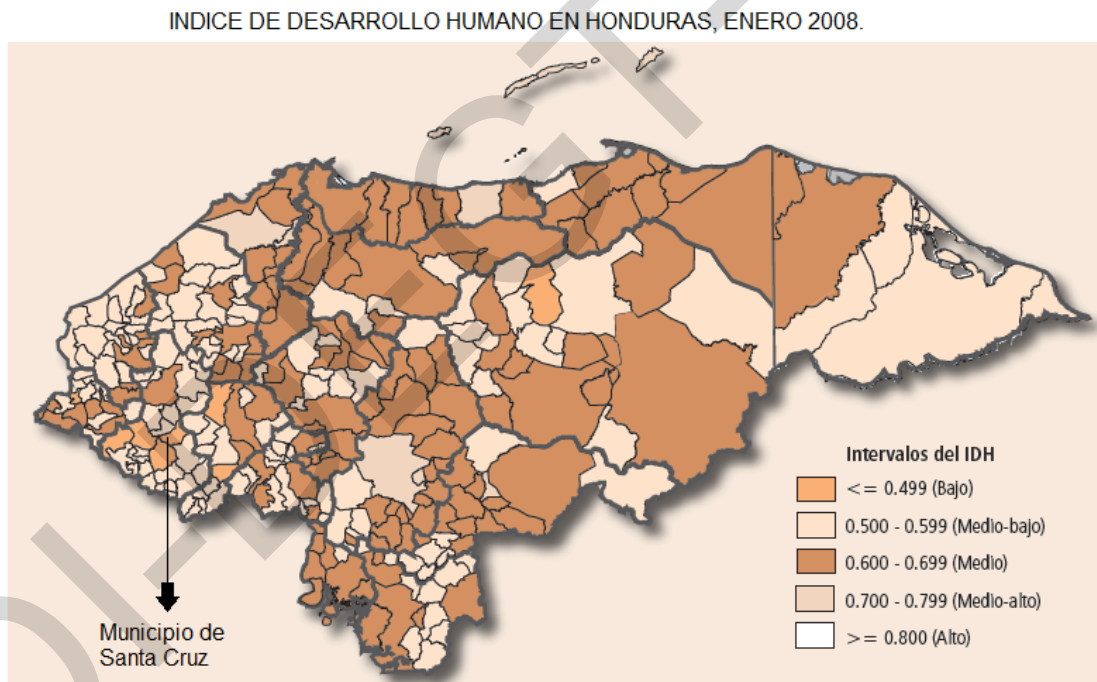 INDICE DE DESARROLLO HUMANO EN HONDURAS, ENERO 2008.
Intervalos del IDH
<= 0.499 (Bajo)
0.500 - 0.599 (Medio-bajo)
0.600 - 0.699 (Medio)
0.700 - 0.799 (Medio-alto)
>= 0.800 (Alto)
Municipio de
Santa Cruz